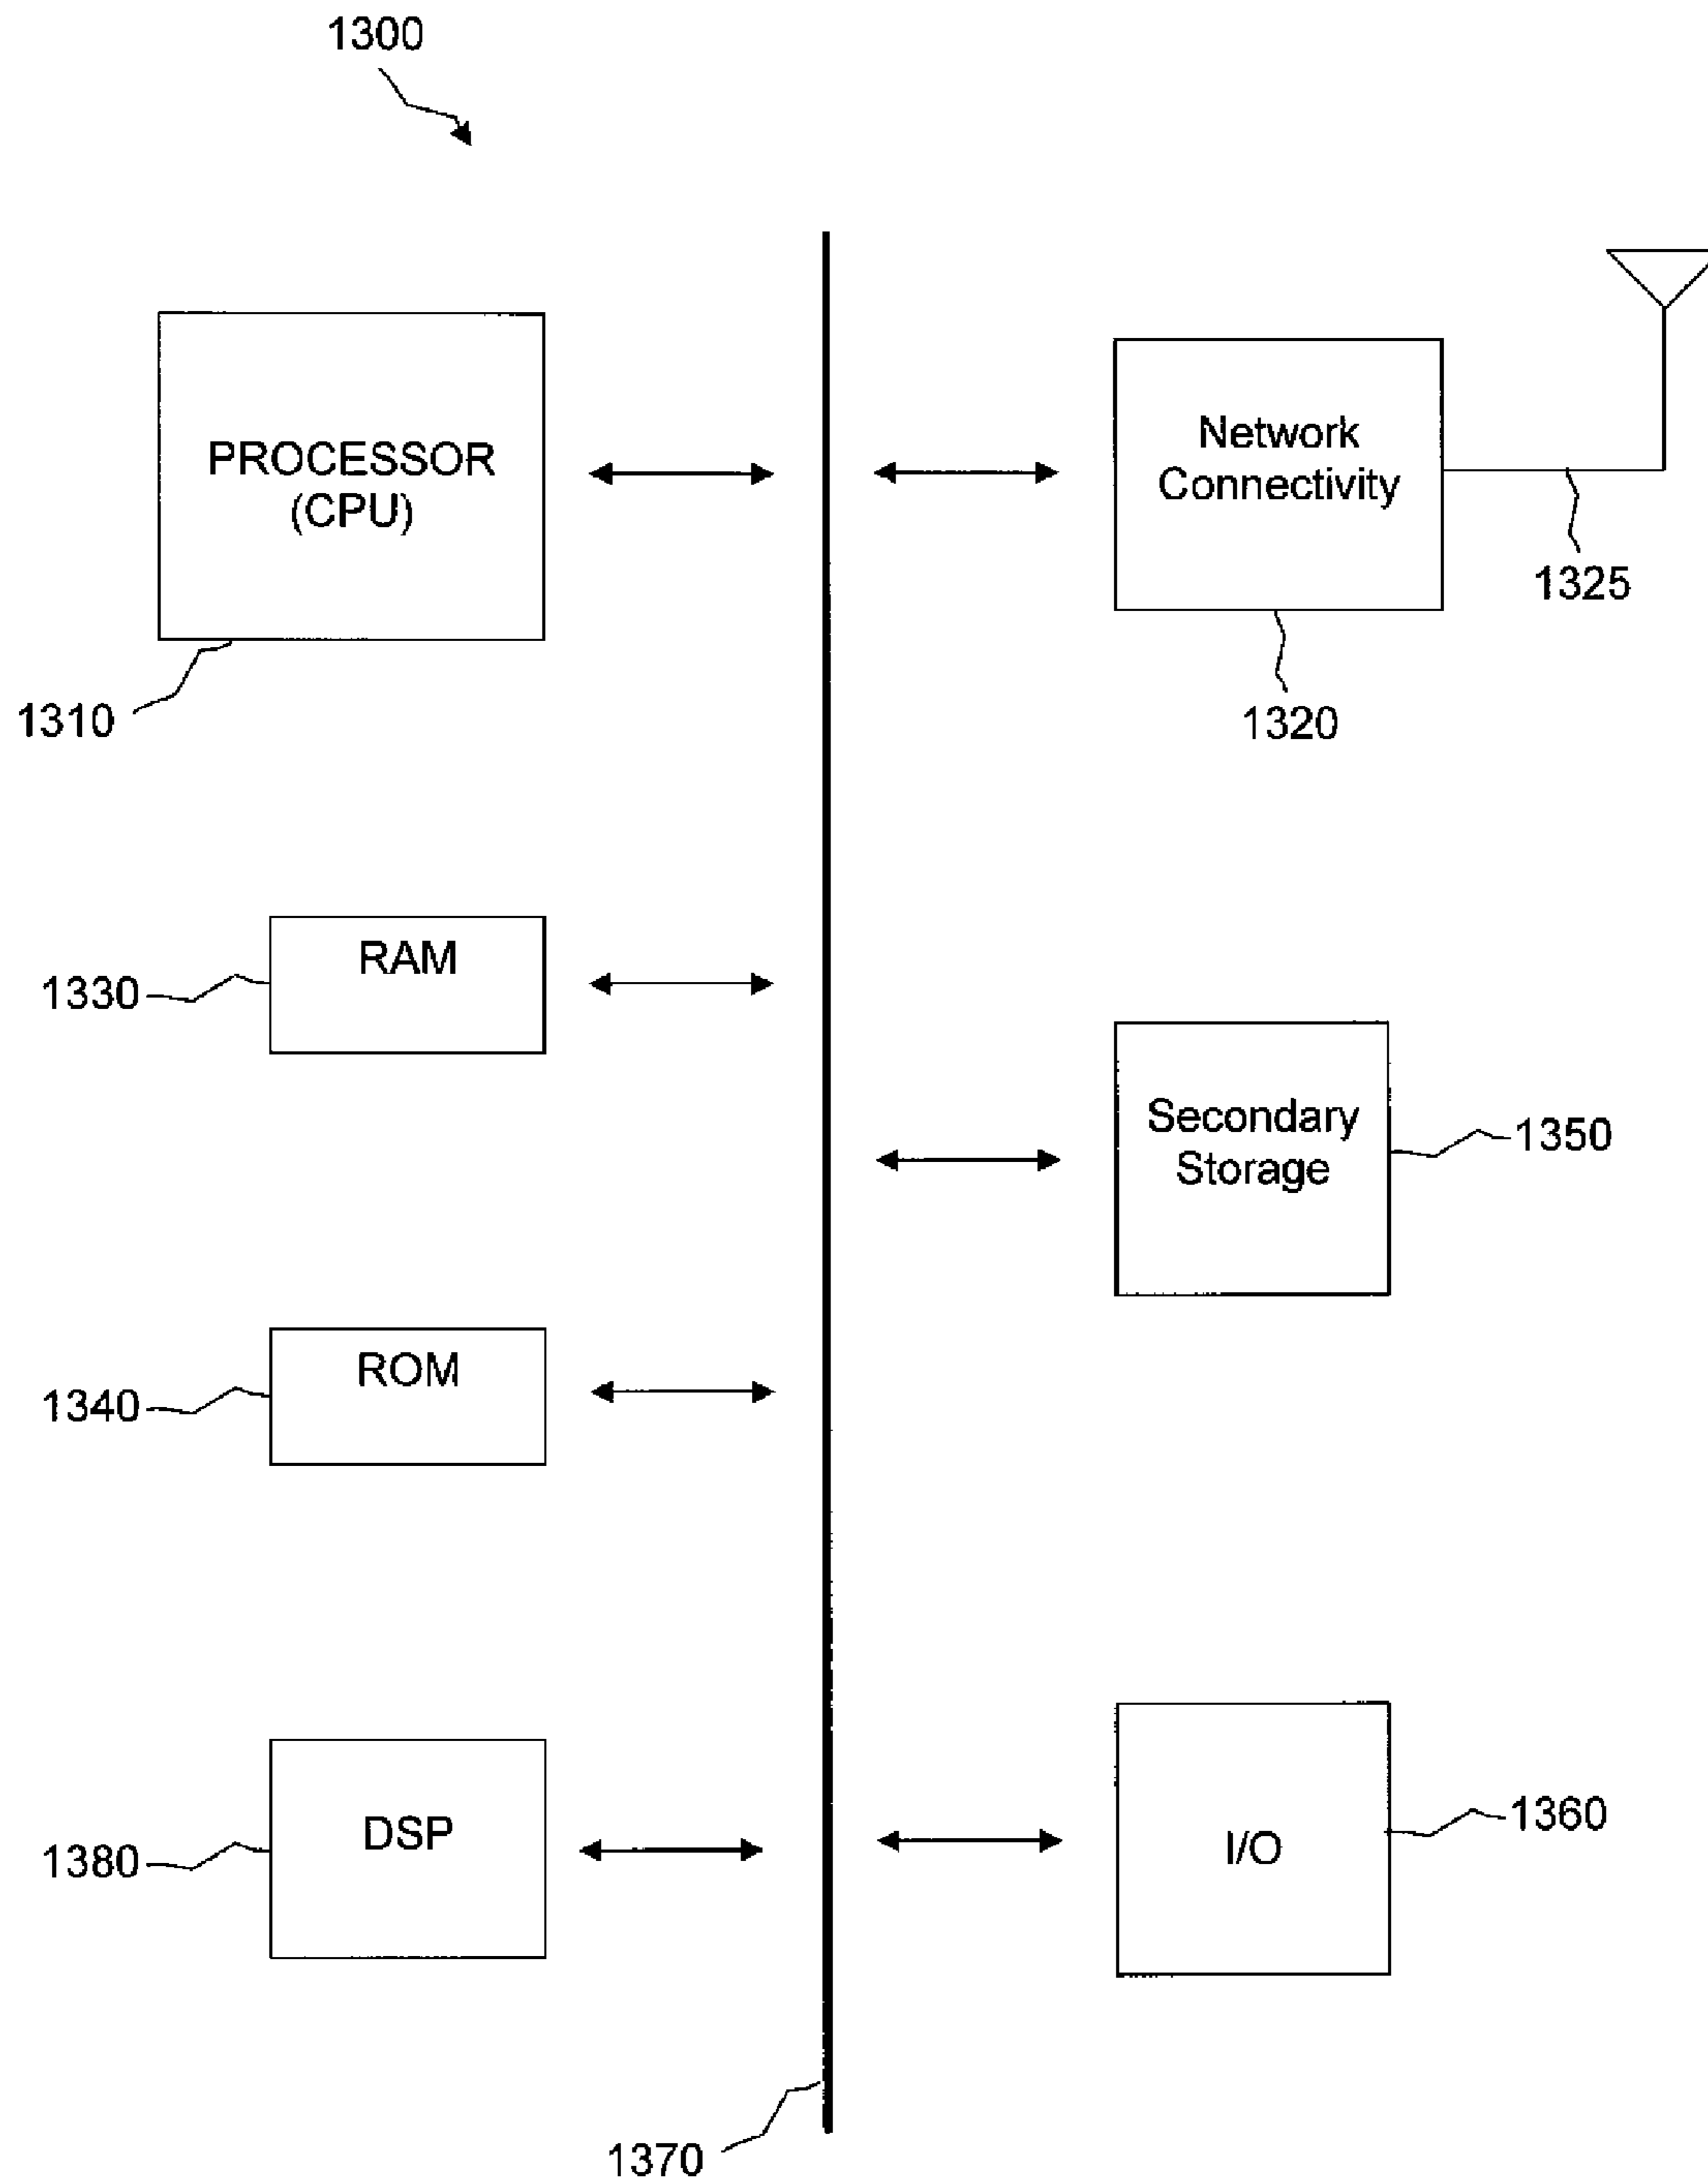 1300
PROCESSOR
(CPU)
1310
Network
Connectivity
1325
1320
RAM
1330
Secondary
Storage
1350
ROM
1340
DSP
1380
I/O
1360
1370